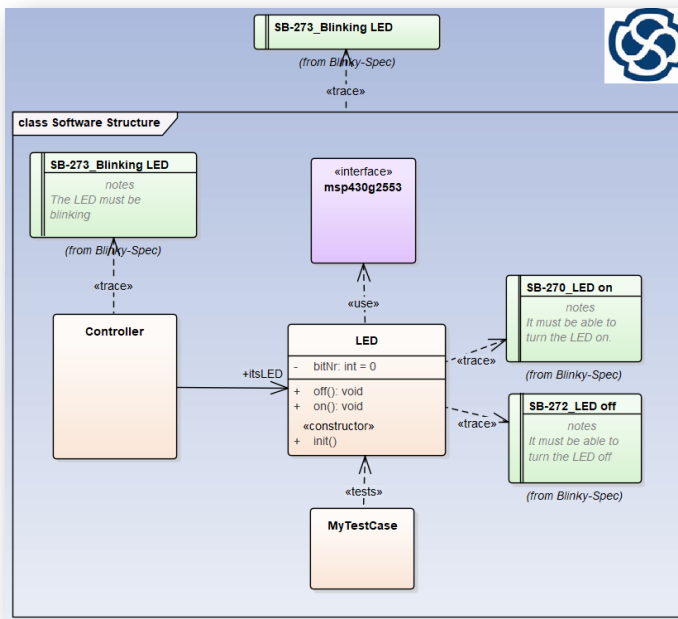 SB-273_Blinking LED
(from Blinky-Spec)
«trace»
class Software Structure
SB-273_Blinking LED
notes
The LED must be
blinking
(from Blinky-Spec)
«trace»
Controller
«interface»
msp430g2553
«use»
+itsLED
LED
- bitNr: int = 0
+ off(): void
+ on(): void
«constructor»
+ init()
SB-270_LED on
notes
It must be able to
turn the LED on.
(from Blinky-Spec)
«trace»
SB-272_LED off
notes
It must be able to
turn the LED off
(from Blinky-Spec)
«trace»
«tests»
MyTestCase